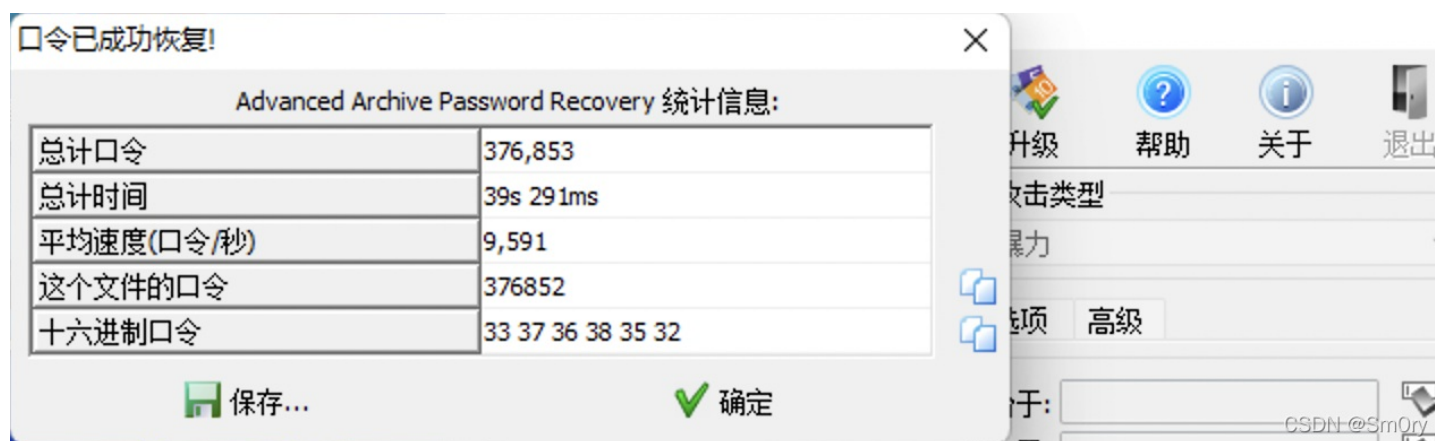 口令已成功恢复!
Advanced Archive Password Recovery 统计信息:
总计口令 376,853
总计时间 39s 291ms
平均速度(口令/秒) 9,591
这个文件的口令 376852
十六进制口令 33 37 36 38 35 32
保存... 确定
升级 帮助 关于 退出
攻击类型
暴力
选项 高级
于:
CSDN @Sm0ry